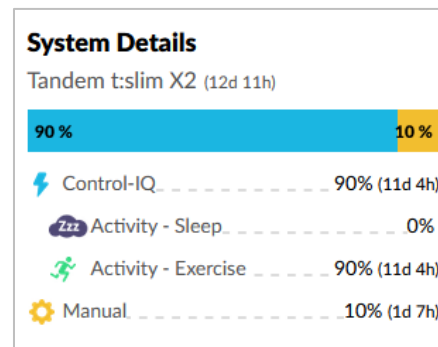 System Details
Tandem t:slim X2 (12d 11h)
90 % 10 %
Control-IQ 90% (11d 4h)
Zzz Activity - Sleep 0%
Activity - Exercise 90% (11d 4h)
Manual 10% (1d 7h)